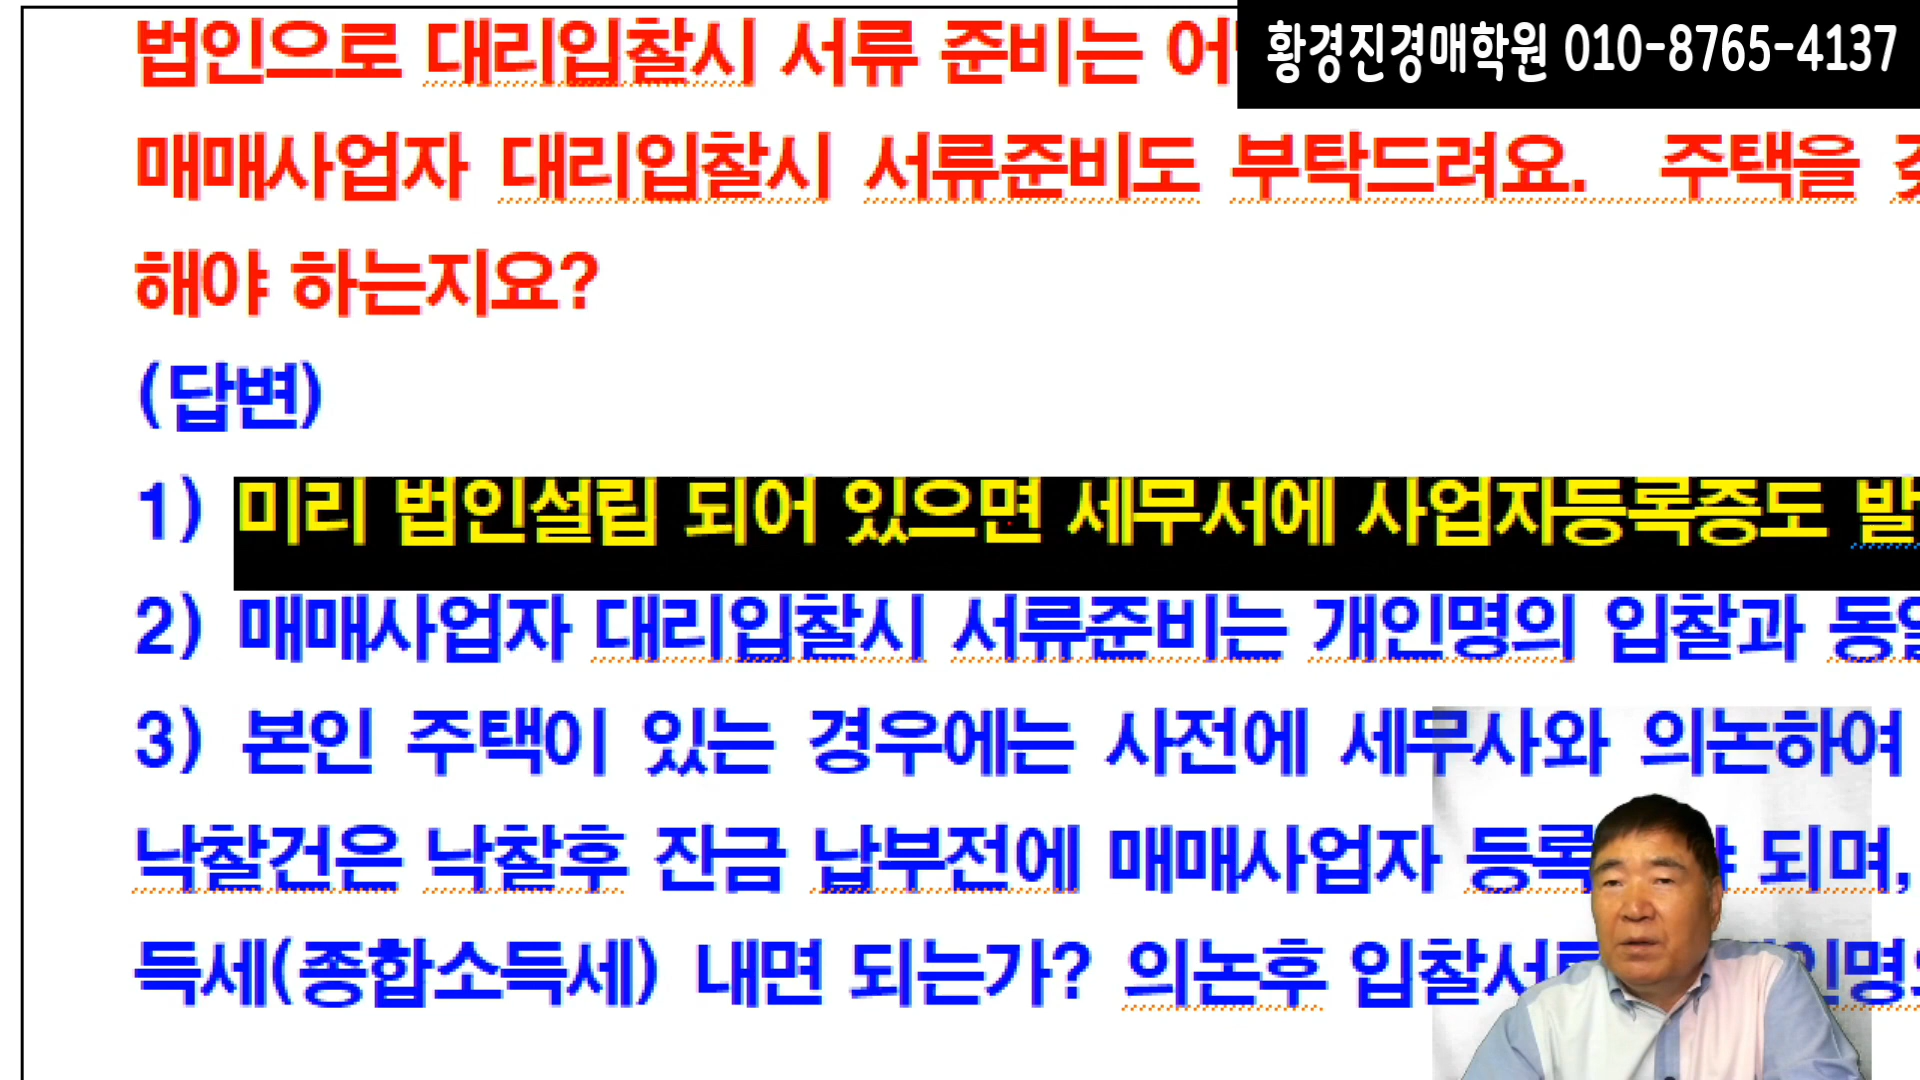 법인으로 대리입찰시 서류 준비는
황경진경매학원 010-8765-4137
매매사업자 대리입찰시 서류준비도 부탁드려요. 주택을
해야 하는지요?
(답변)
1) 미리 법인설립 되어 있으면 세무서에 사업자등록증도
2) 매매사업자 대리입찰시 서류준비는 개인명의 입찰과
3) 본인 주택이 있는 경우에는 사전에 세무사와 의논하여
낙찰건은 낙찰후 잔금 납부전에 매매사업자 되며,
득세(종합소득세) 내면 되는가? 의논후